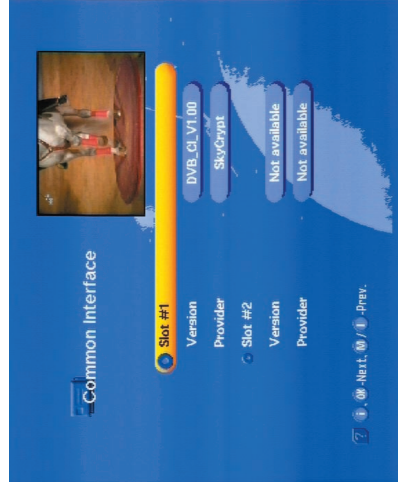 Common Interface
Slot #1
Version DVB_CI_V1.00
Provider SkyCrypt
Slot #2
Version Not available
Provider Not available
? i, OK -Next, M / i -Prev.